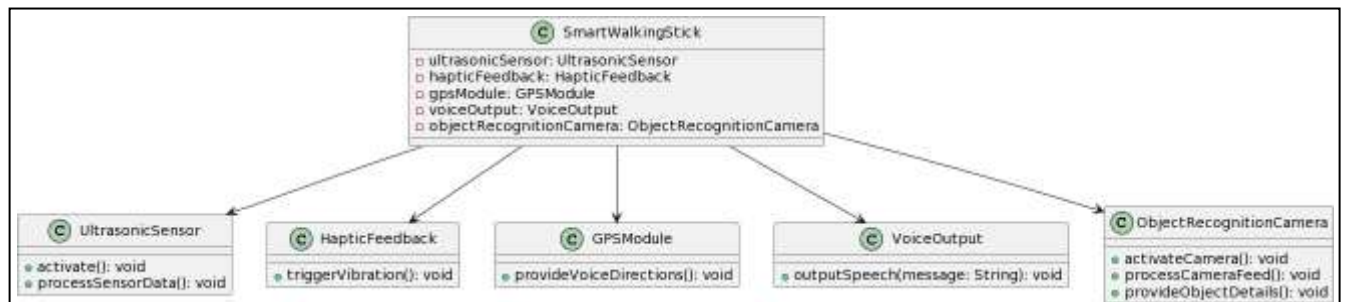 C SmartWalkingStick
ultrasonicSensor: UltrasonicSensor
hapticFeedback: HapticFeedback
gpsModule: GPSModule
voiceOutput: VoiceOutput
objectRecognitionCamera: ObjectRecognitionCamera
C UltrasonicSensor
activate(): void
processSensorData(): void
C HapticFeedback
triggerVibration(): void
C GPSModule
provideVoiceDirections(): void
C VoiceOutput
outputSpeech(message: String): void
C ObjectRecognitionCamera
activateCamera(): void
processCameraFeed(): void
provideObjectDetails(): void